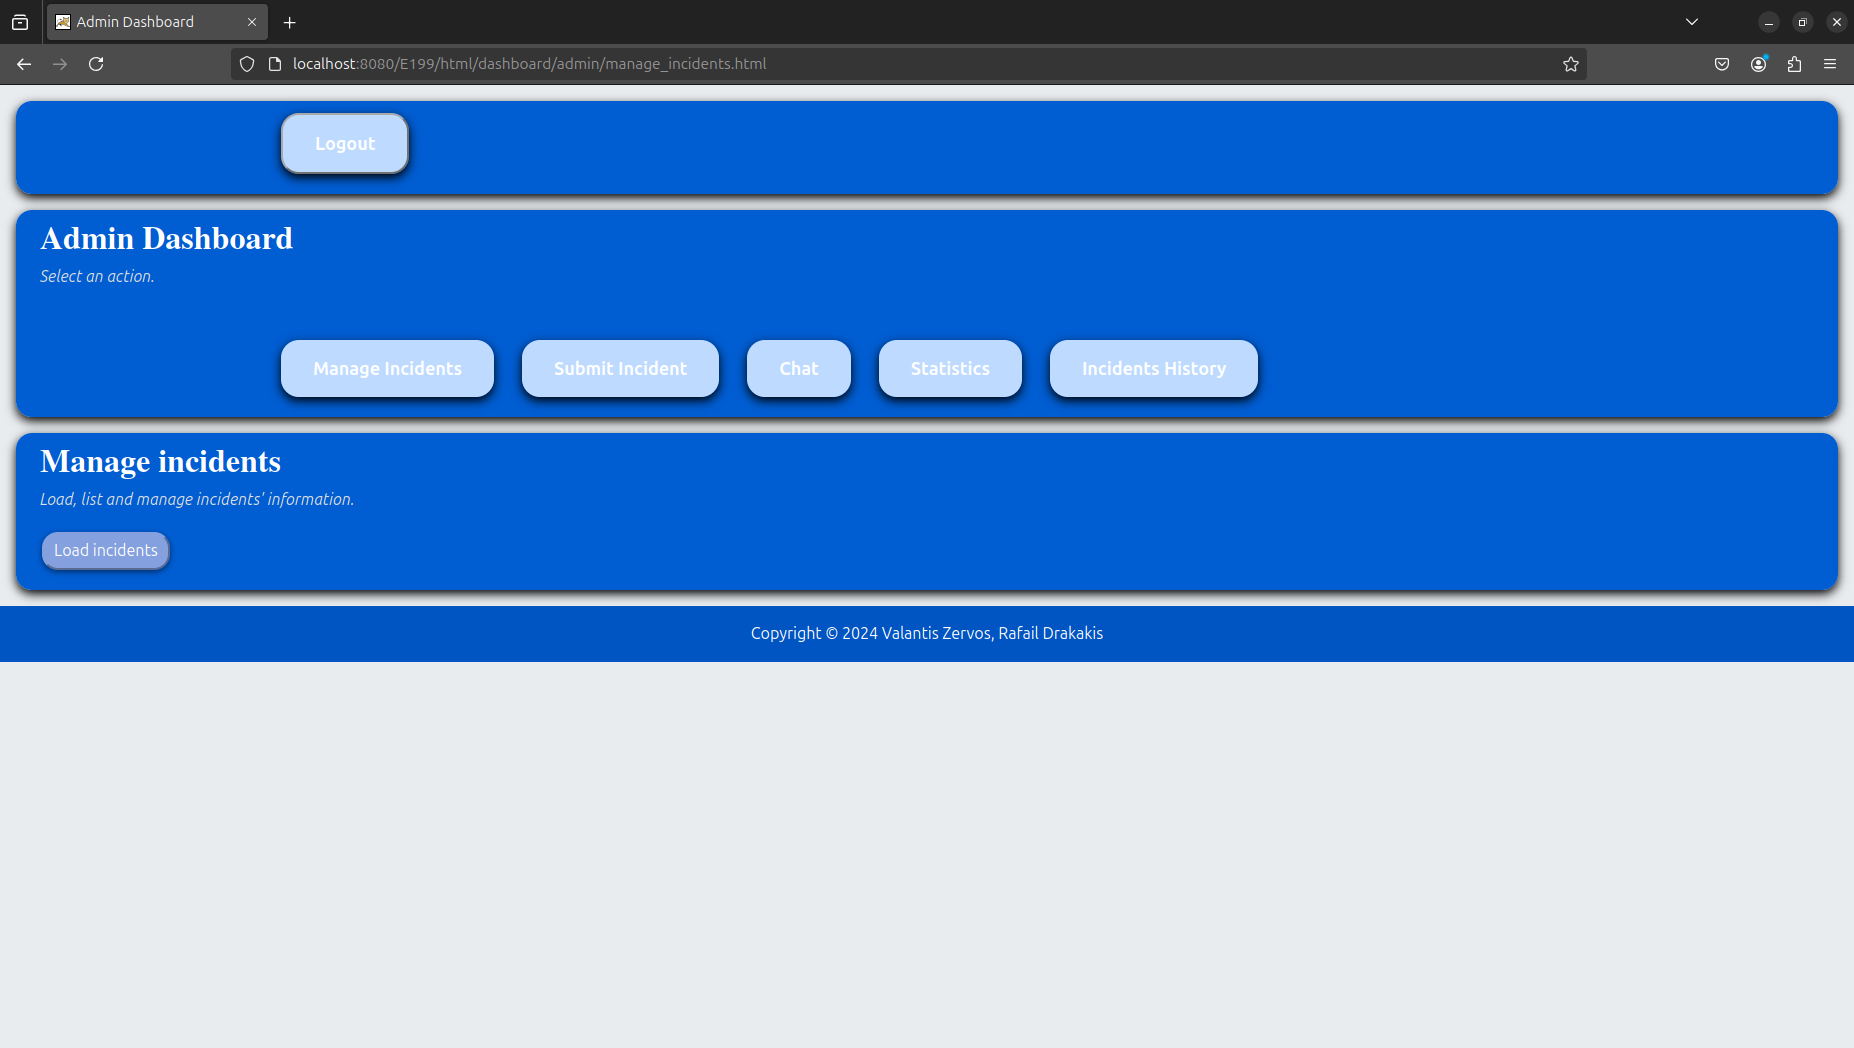 Admin Dashboard
localhost:8080/E199/html/dashboard/admin/manage_incidents.html
Logout
Admin Dashboard
Select an action.
Manage Incidents Submit Incident Chat Statistics Incidents History
Manage incidents
Load, list and manage incidents' information.
Load incidents
Copyright © 2024 Valantis Zervos, Rafail Drakakis